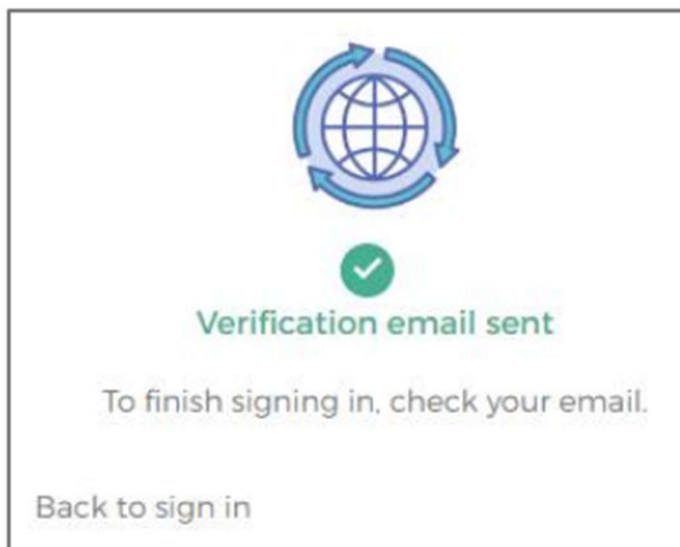 Verification email sent
To finish signing in, check your email.
Back to sign in